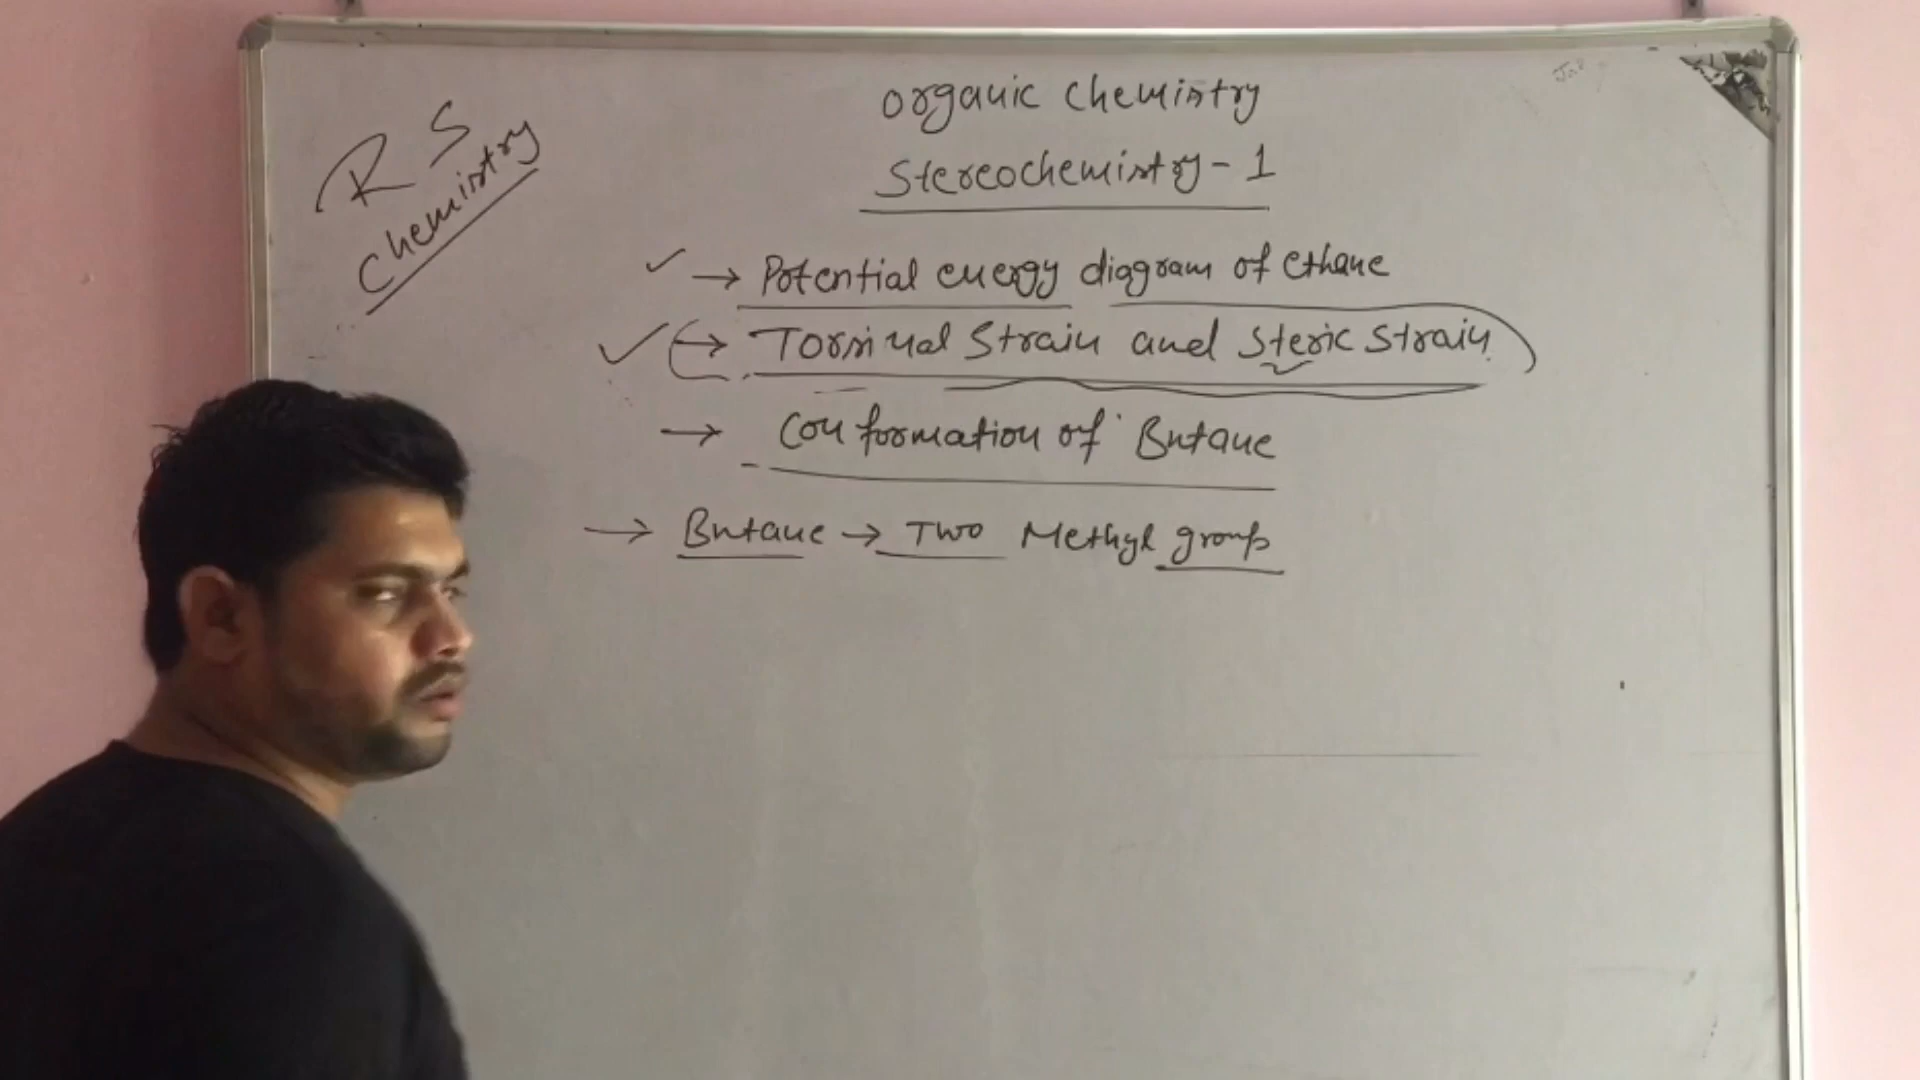 RS
Chemistry
Organic Chemistry
Stereochemistry - 1
✓ → Potential energy diagram of ethane
✓ → Torsional Strain and Steric Strain
→ Conformation of Butane
→ Butane → Two Methyl group